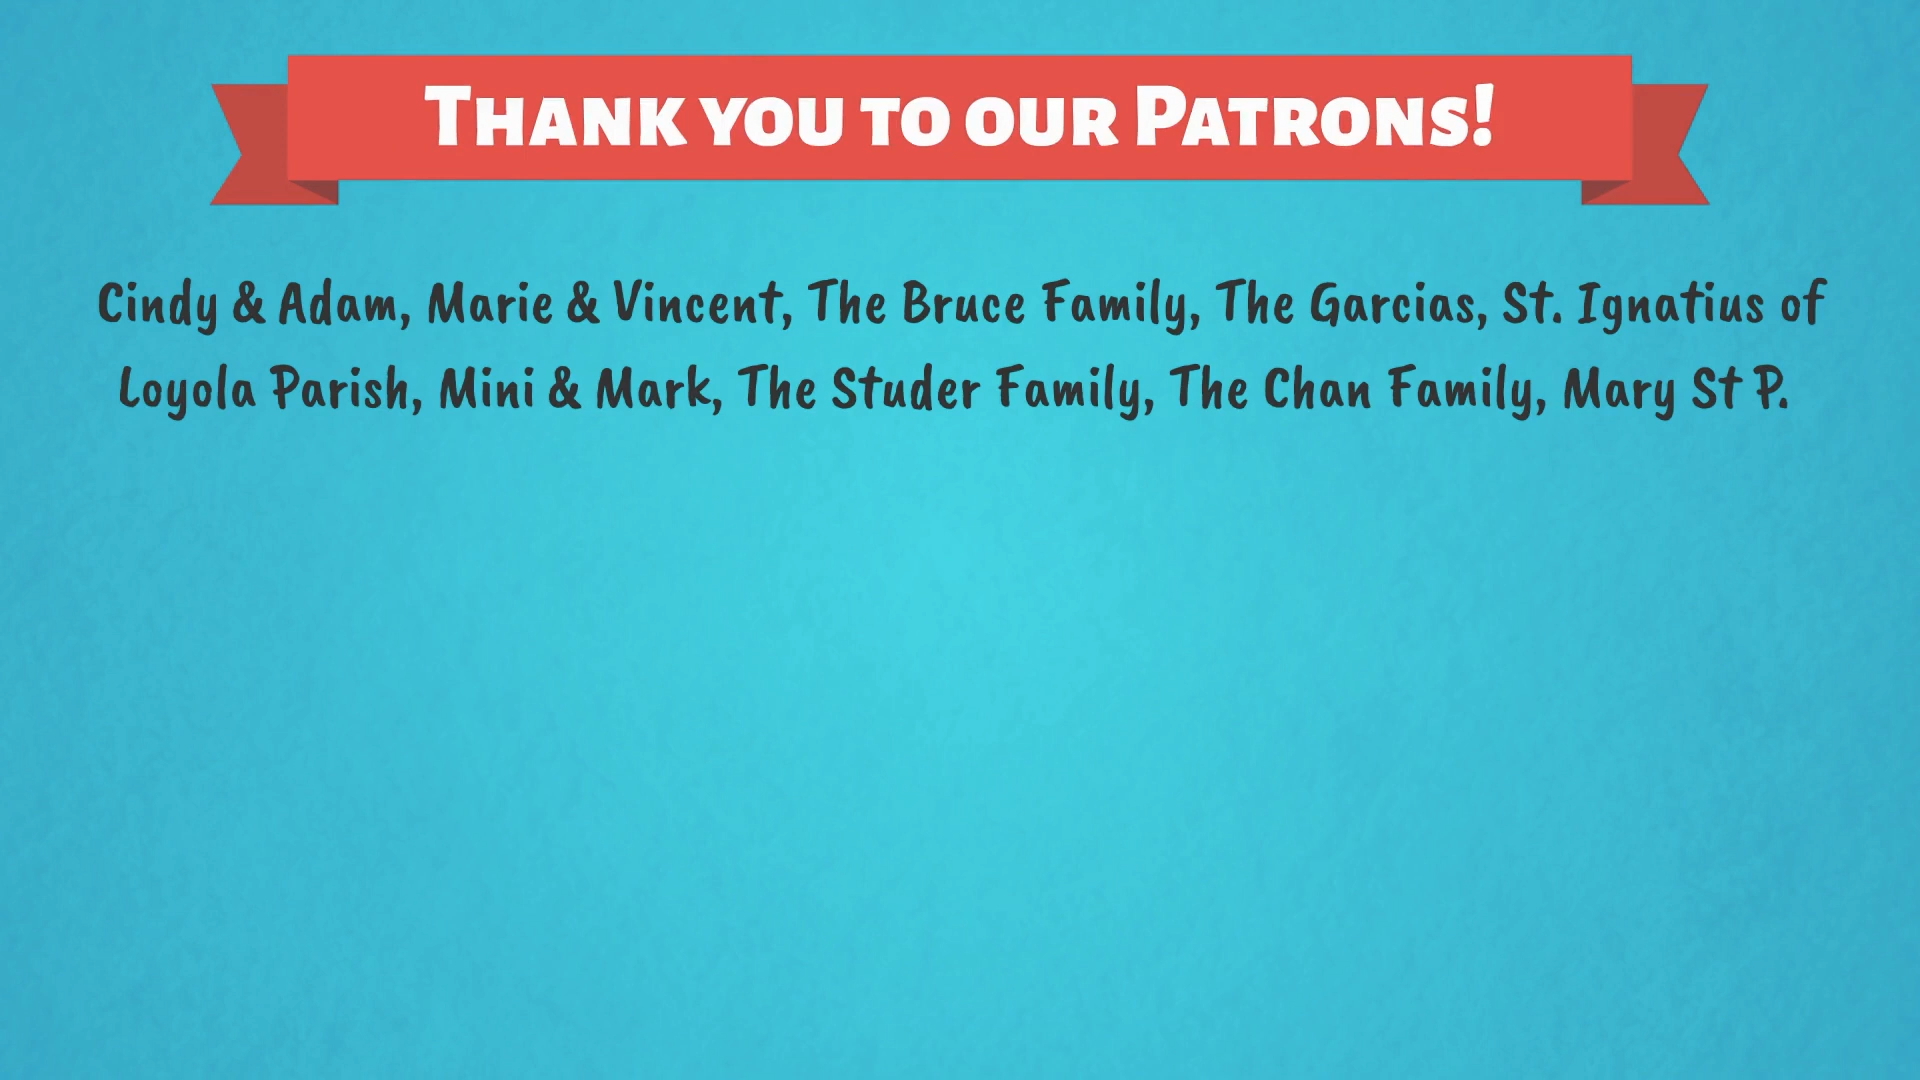 Thank you to our Patrons!
Cindy & Adam, Marie & Vincent, The Bruce Family, The Garcias, St. Ignatius of
Loyola Parish, Mini & Mark, The Studer Family, The Chan Family, Mary St P.